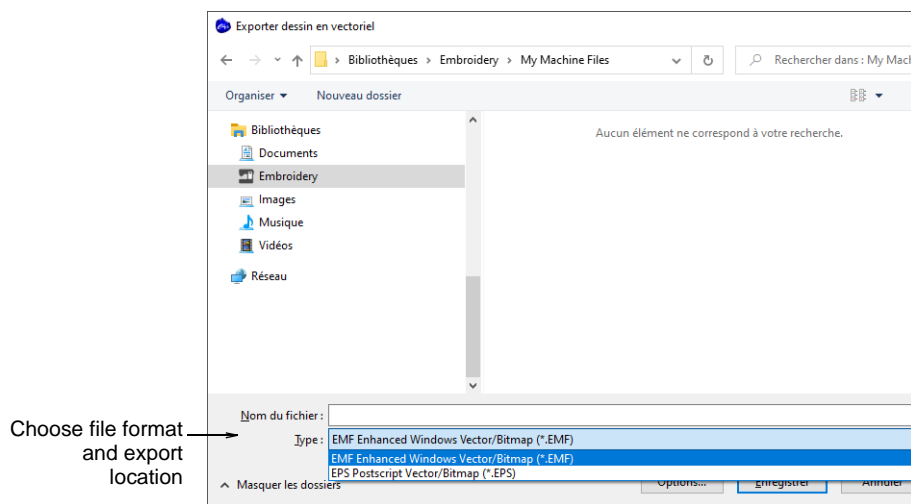 Exporter dessin en vectoriel
Bibliothèques > Embroidery > My Machine Files
Rechercher dans : My Mach
Organiser
Nouveau dossier
Bibliothèques
Documents
Embroidery
Images
Musique
Vidéos
Réseau
Aucun élément ne correspond à votre recherche.
Nom du fichier :
Type : EMF Enhanced Windows Vector/Bitmap (*.EMF)
EMF Enhanced Windows Vector/Bitmap (*.EMF)
EPS Postscript Vector/Bitmap (*.EPS)
Masquer les dossiers
Options...
Enregistrer
Annuler
Choose file format
and export
location